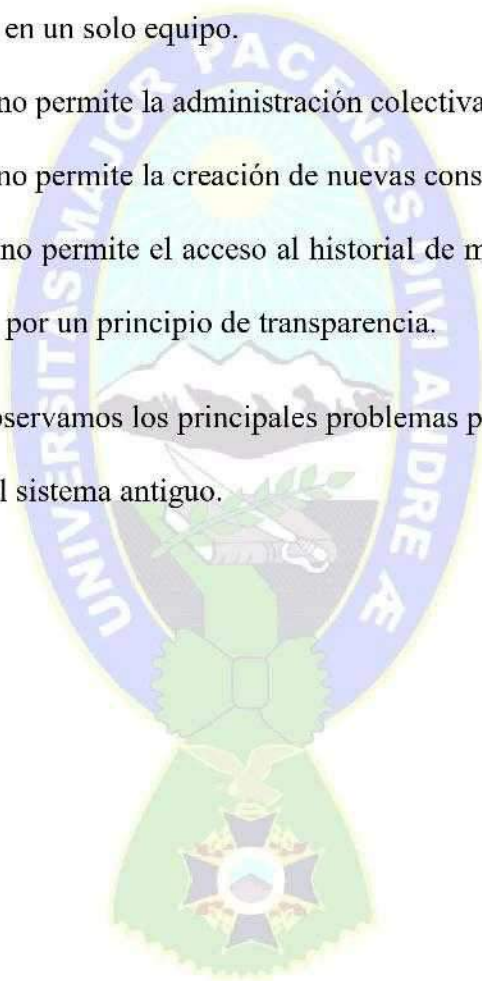 en un solo equipo.
no permite la administración colectiva
no permite la creación de nuevas cons
no permite el acceso al historial de m
por un principio de transparencia.
servamos los principales problemas p
l sistema antiguo.
UNIVERSITAS MAJOR PACENSIS DIVI ANDRE Æ